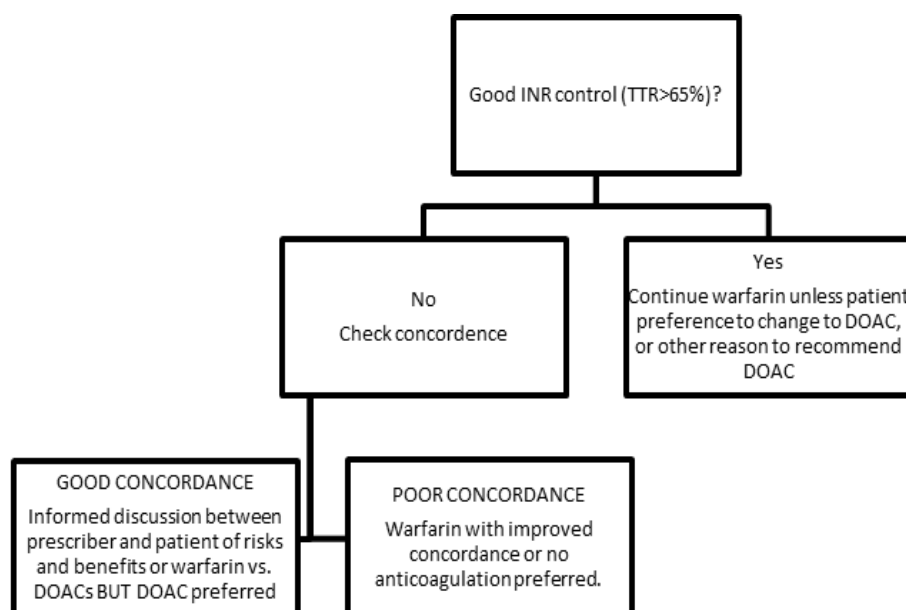 Good INR control (TTR>65%)?
No
Check concordence
Yes
Continue warfarin unless patient
preference to change to DOAC,
or other reason to recommend
DOAC
GOOD CONCORDANCE
Informed discussion between
prescriber and patient of risks
and benefits or warfarin vs.
DOACs BUT DOAC preferred
POOR CONCORDANCE
Warfarin with improved
concordance or no
anticoagulation preferred.